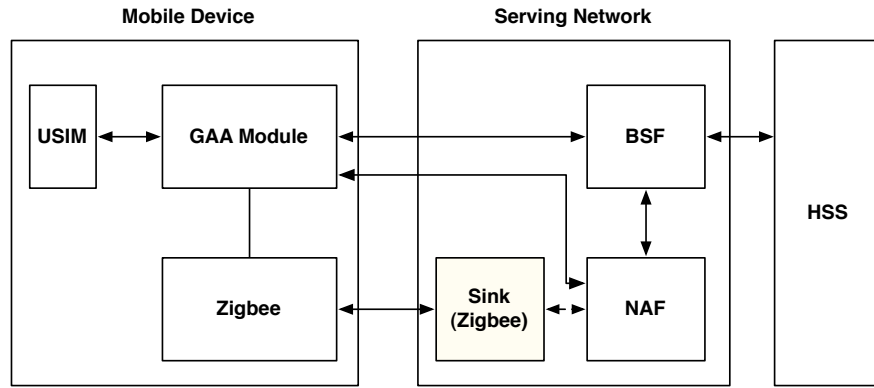 Mobile Device
Serving Network
USIM
GAA Module
BSF
HSS
Zigbee
Sink
(Zigbee)
NAF